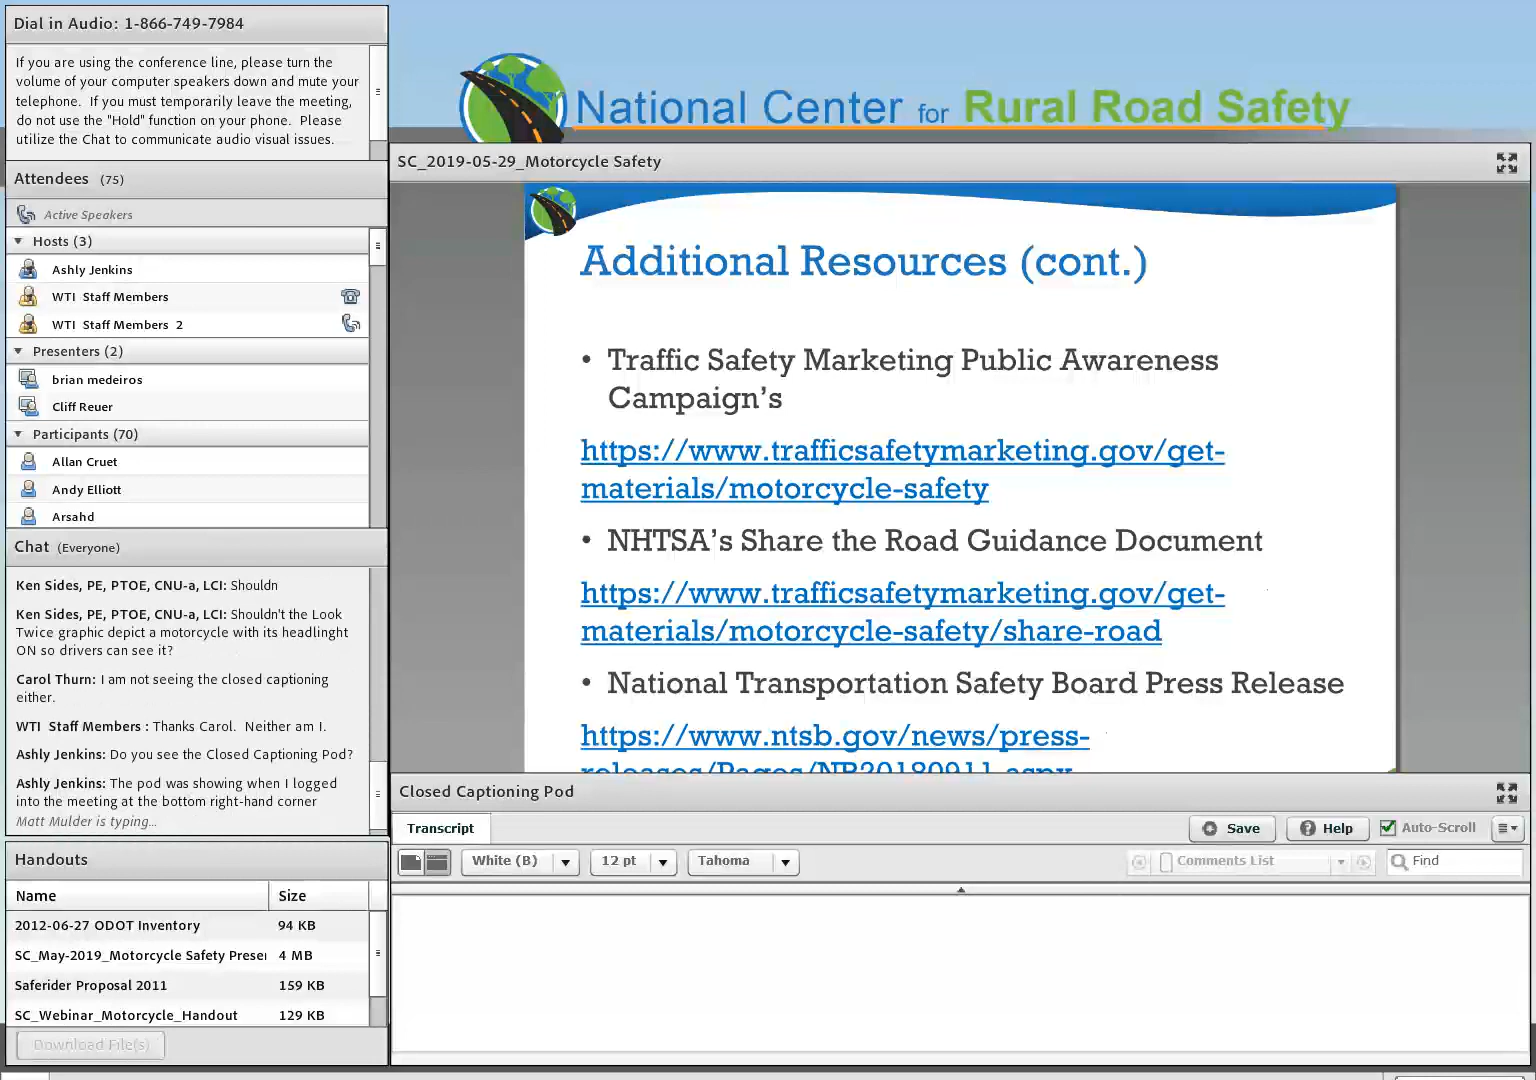 Dial in Audio: 1-866-749-7984
If you are using the conference line, please turn the
volume of your computer speakers down and mute your
telephone.  If you must temporarily leave the meeting,
do not use the "Hold" function on your phone.  Please
utilize the Chat to communicate audio visual issues.
Attendees (75)
Active Speakers
Hosts (3)
Ashly Jenkins
WTI Staff Members
WTI Staff Members 2
Presenters (2)
brian medeiros
Cliff Reuer
Participants (70)
Allan Cruet
Andy Elliott
Arsahd
Chat (Everyone)
Ken Sides, PE, PTOE, CNU-a, LCI: Shouldn
Ken Sides, PE, PTOE, CNU-a, LCI: Shouldn't the Look
Twice graphic depict a motorcycle with its headlinght
ON so drivers can see it?
Carol Thurn: I am not seeing the closed captioning
either.
WTI Staff Members : Thanks Carol.  Neither am I.
Ashly Jenkins: Do you see the Closed Captioning Pod?
Ashly Jenkins: The pod was showing when I logged
into the meeting at the bottom right-hand corner
Matt Mulder is typing...
Handouts
Name Size
2012-06-27 ODOT Inventory 94 KB
SC_May-2019_Motorcycle Safety Preser 4 MB
Saferider Proposal 2011 159 KB
SC_Webinar_Motorcycle_Handout 129 KB
Download File(s)
National Center for Rural Road Safety
SC_2019-05-29_Motorcycle Safety
Additional Resources (cont.)
• Traffic Safety Marketing Public Awareness
Campaign’s
https://www.trafficsafetymarketing.gov/get-
materials/motorcycle-safety
• NHTSA’s Share the Road Guidance Document
https://www.trafficsafetymarketing.gov/get-
materials/motorcycle-safety/share-road
• National Transportation Safety Board Press Release
https://www.ntsb.gov/news/press-
releases/Pages/NR20180911.aspx
Closed Captioning Pod
Transcript Save Help Auto-Scroll
White (B) 12 pt Tahoma Comments List Find